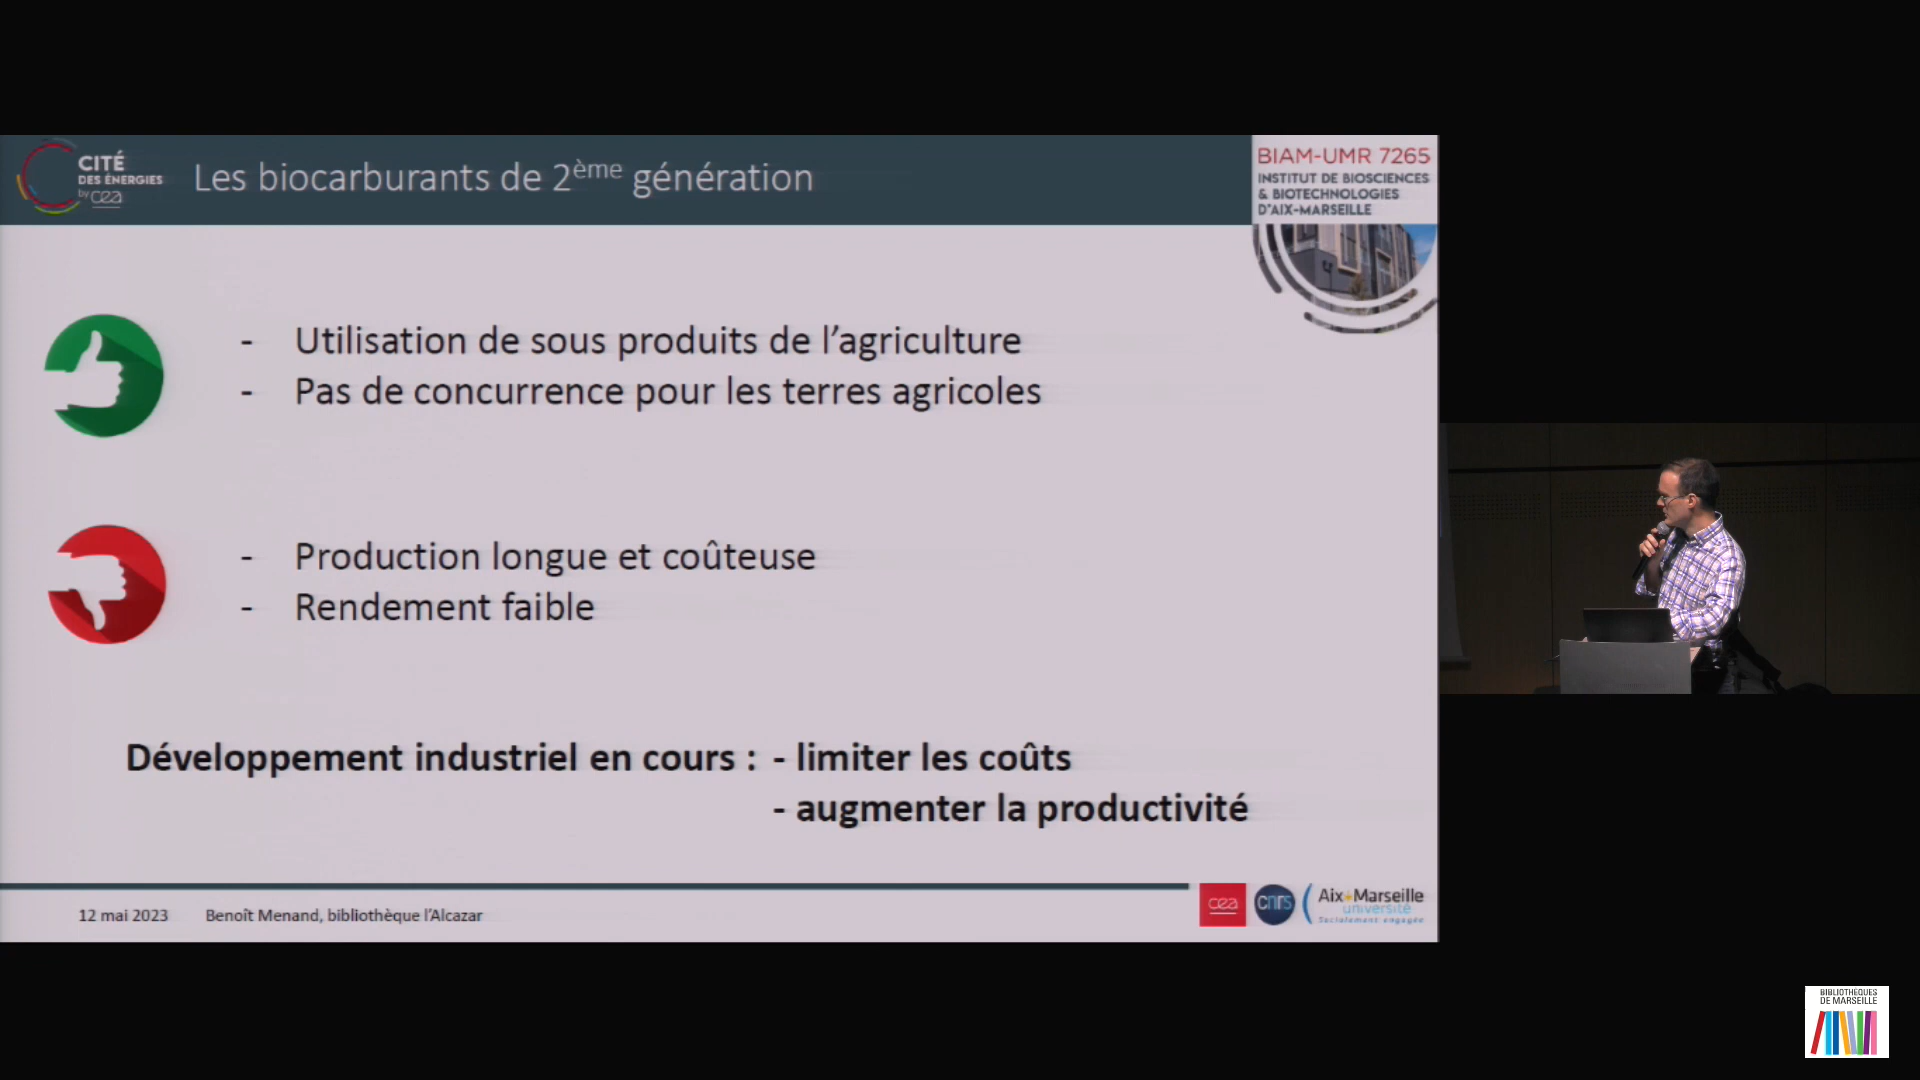 CITÉ
DES ÉNERGIES
by cea
Les biocarburants de 2ème génération
BIAM-UMR 7265
INSTITUT DE BIOSCIENCES
& BIOTECHNOLOGIES
D'AIX-MARSEILLE
- Utilisation de sous produits de l'agriculture
- Pas de concurrence pour les terres agricoles
- Production longue et coûteuse
- Rendement faible
Développement industriel en cours : - limiter les coûts
- augmenter la productivité
12 mai 2023 Benoît Menand, bibliothèque l'Alcazar
cea
cnrs
Aix+Marseille
université
Socialement engagée
BIBLIOTHÈQUES
DE MARSEILLE